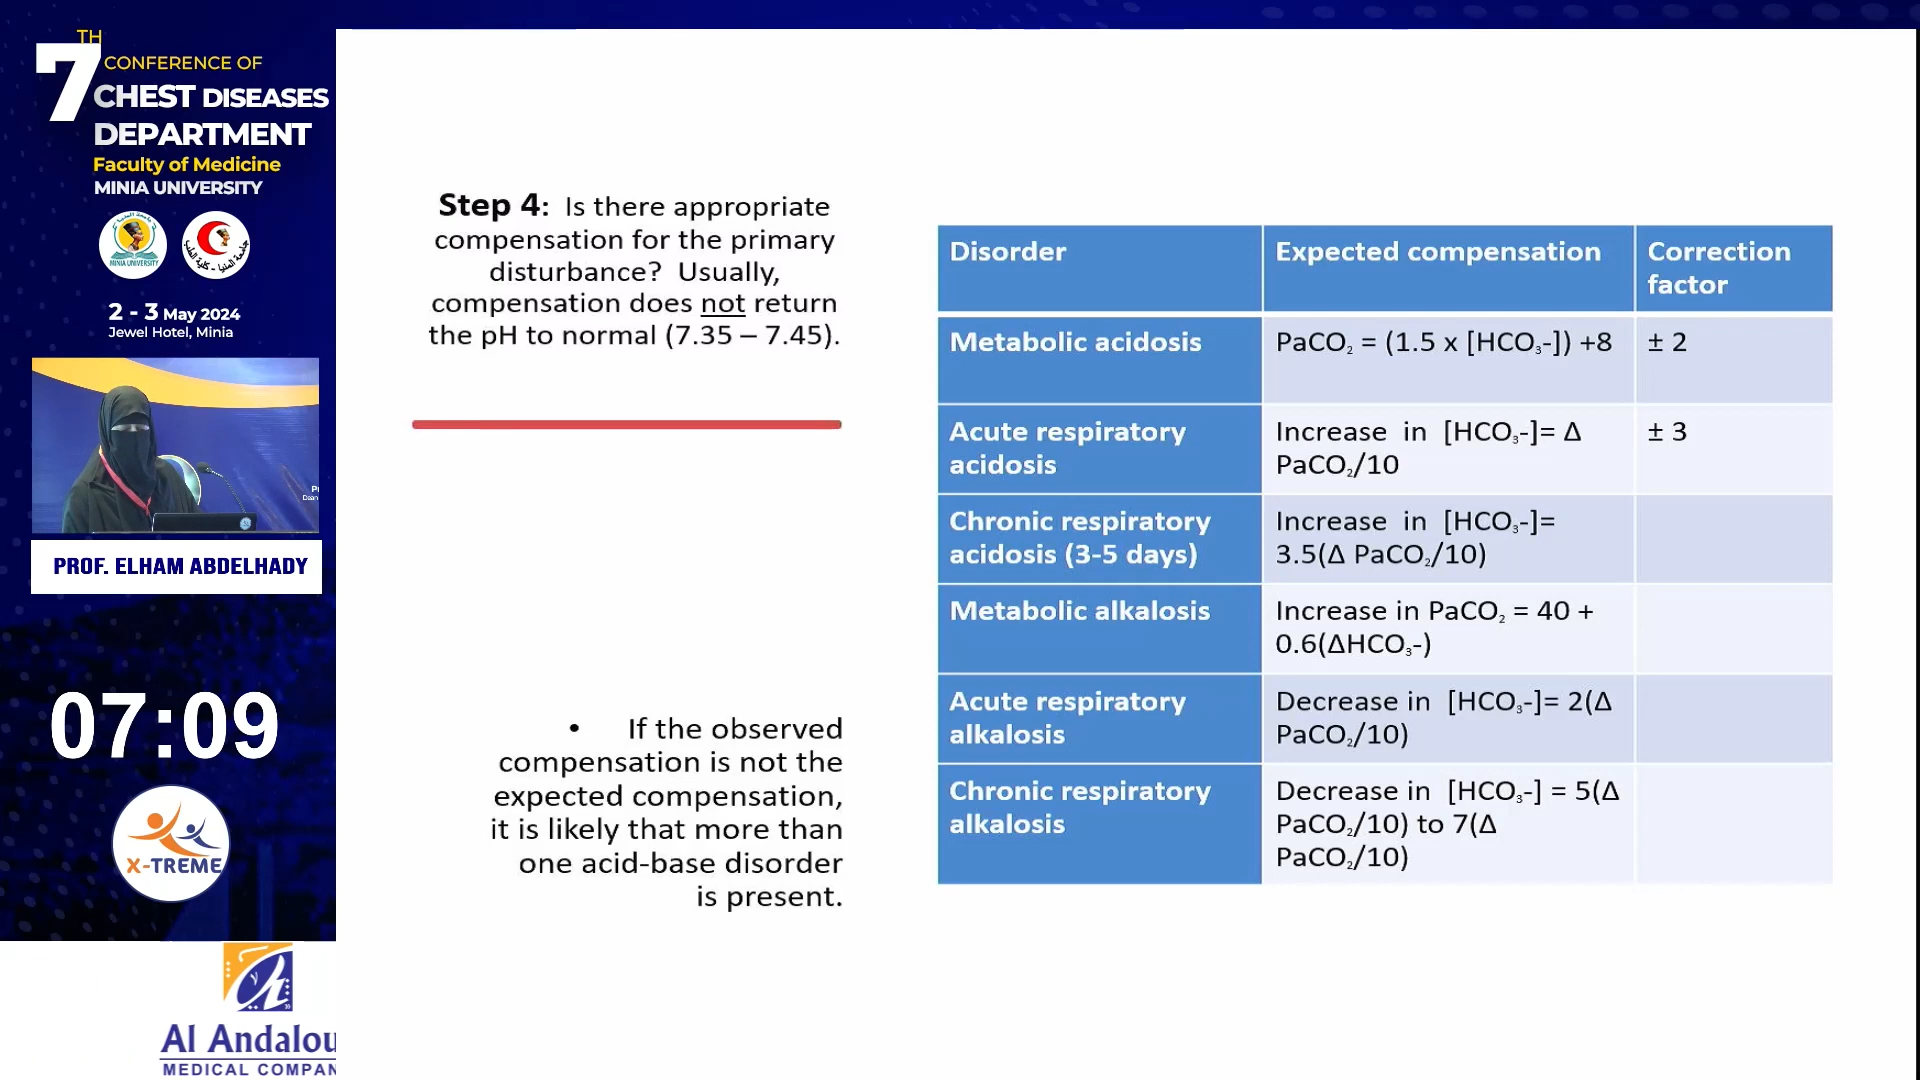 TH
7 CONFERENCE OF
CHEST DISEASES
DEPARTMENT
Faculty of Medicine
MINIA UNIVERSITY
MINIA UNIVERSITY
2 - 3 May 2024
Jewel Hotel, Minia
PROF. ELHAM ABDELHADY
07:09
X-TREME
Al Andalou
MEDICAL COMPAN
Step 4: Is there appropriate
compensation for the primary
disturbance? Usually,
compensation does not return
the pH to normal (7.35 – 7.45).
• If the observed
compensation is not the
expected compensation,
it is likely that more than
one acid-base disorder
is present.
Disorder Expected compensation Correction
factor
Metabolic acidosis PaCO₂ = (1.5 x [HCO₃-]) +8 ± 2
Acute respiratory
acidosis
Increase in [HCO₃-]= Δ
PaCO₂/10
± 3
Chronic respiratory
acidosis (3-5 days)
Increase in [HCO₃-]=
3.5(Δ PaCO₂/10)
Metabolic alkalosis
Increase in PaCO₂ = 40 +
0.6(ΔHCO₃-)
Acute respiratory
alkalosis
Decrease in [HCO₃-]= 2(Δ
PaCO₂/10)
Chronic respiratory
alkalosis
Decrease in [HCO₃-] = 5(Δ
PaCO₂/10) to 7(Δ
PaCO₂/10)